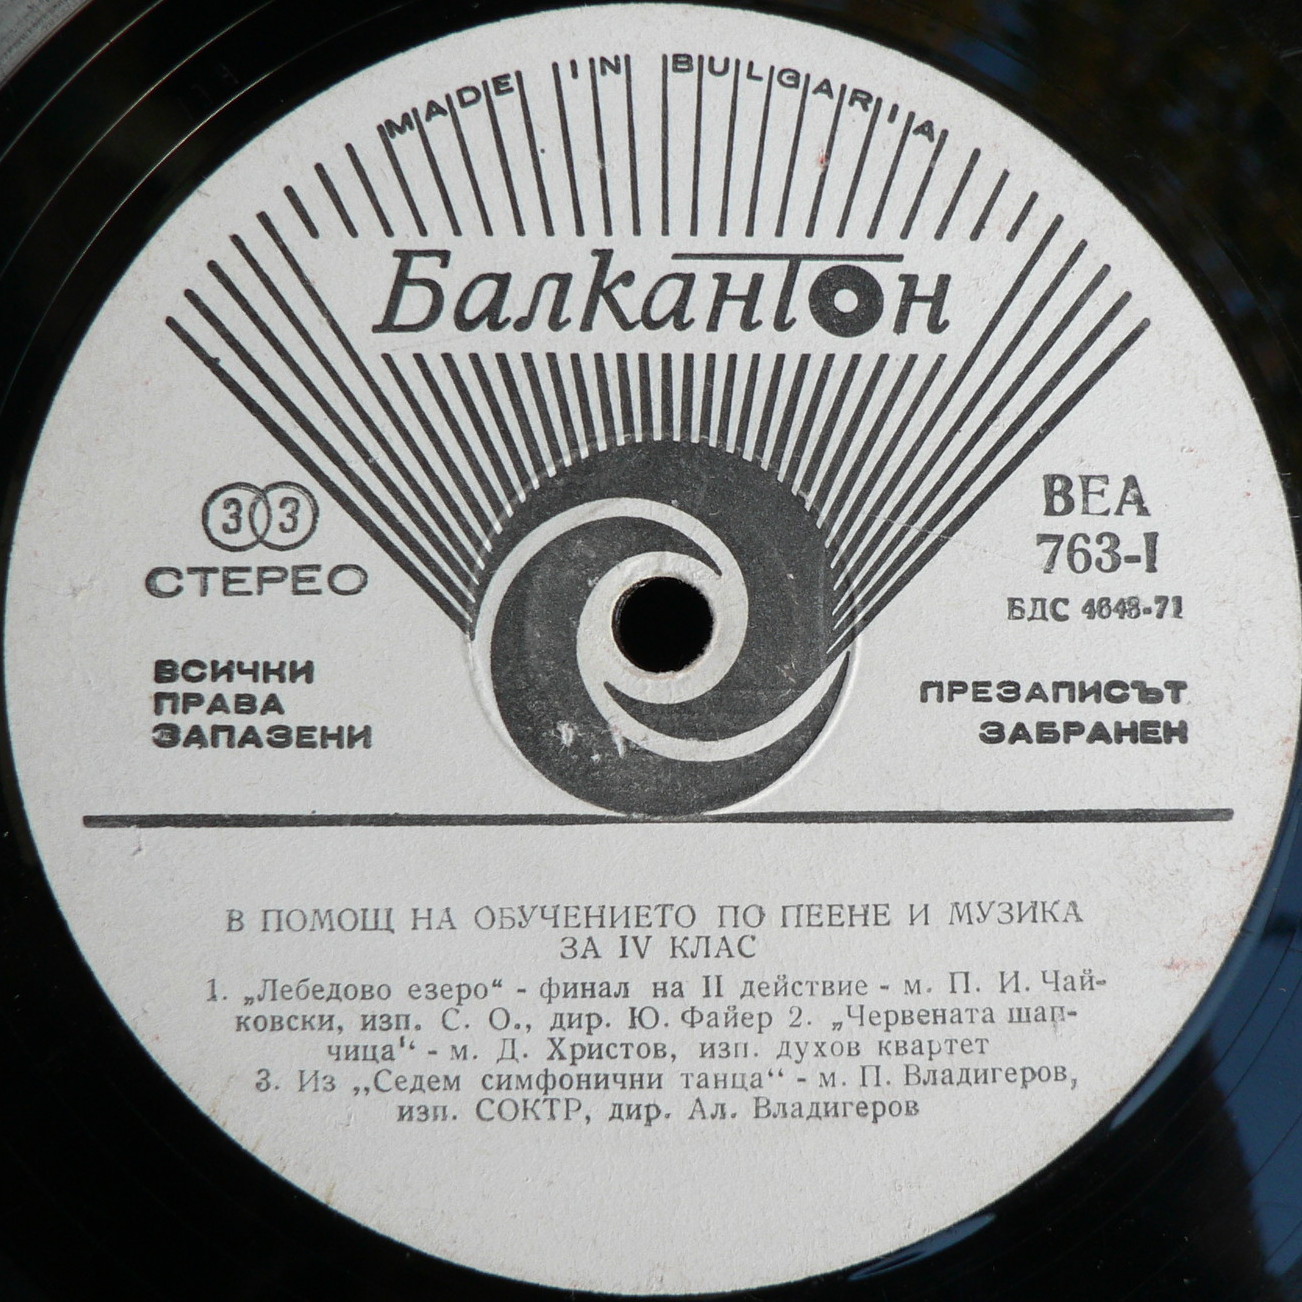 MADE IN BULGARIA
Балкантон
33
СТЕРЕО
ВСИЧКИ
ПРАВА
ЗАПАЗЕНИ
ВЕА
763-I
БДС 4648-71
ПРЕЗАПИСЪТ
ЗАБРАНЕН
В ПОМОЩ НА ОБУЧЕНИЕТО ПО ПЕЕНЕ И МУЗИКА
ЗА IV КЛАС
1. „Лебедово езеро“ - финал на II действие - м. П. И. Чай-
ковски, изп. С. О., дир. Ю. Файер 2. „Червената шап-
чица“ - м. Д. Христов, изп. духов квартет
3. Из „Седем симфонични танца“ - м. П. Владигеров,
изп. СОКТР, дир. Ал. Владигеров